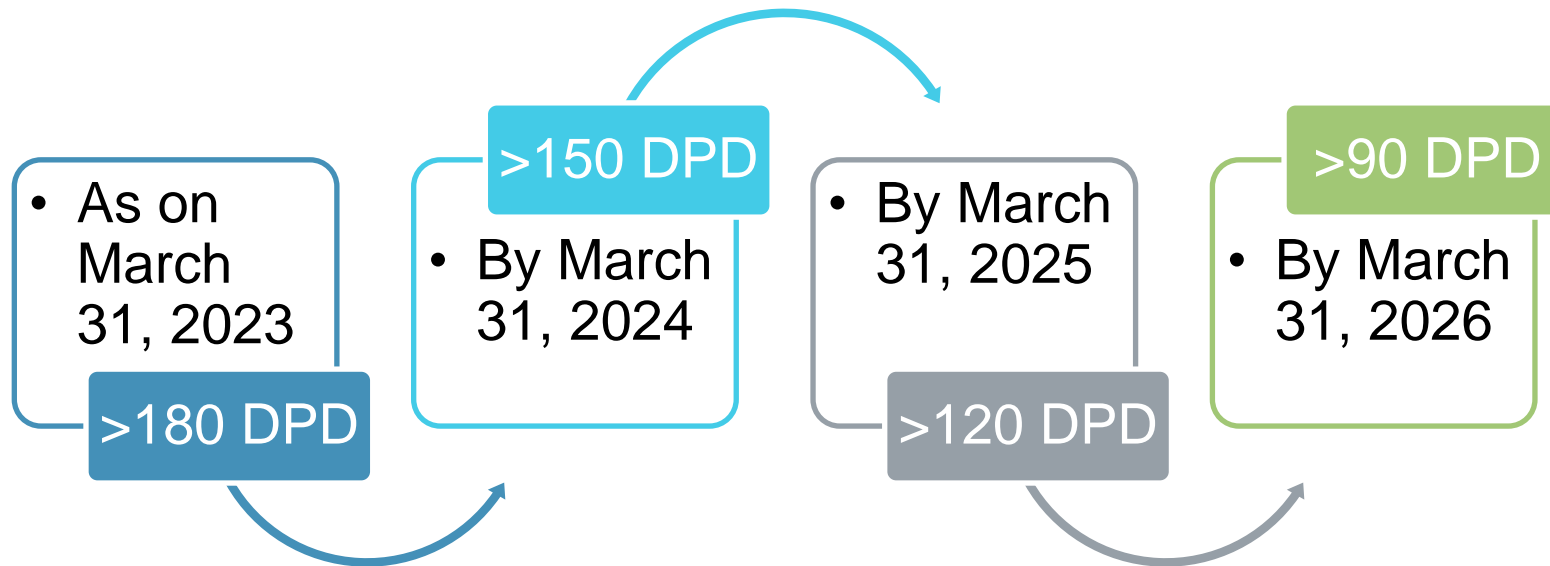 • As on
March
31, 2023
>180 DPD
>150 DPD
• By March
31, 2024
• By March
31, 2025
>120 DPD
>90 DPD
• By March
31, 2026